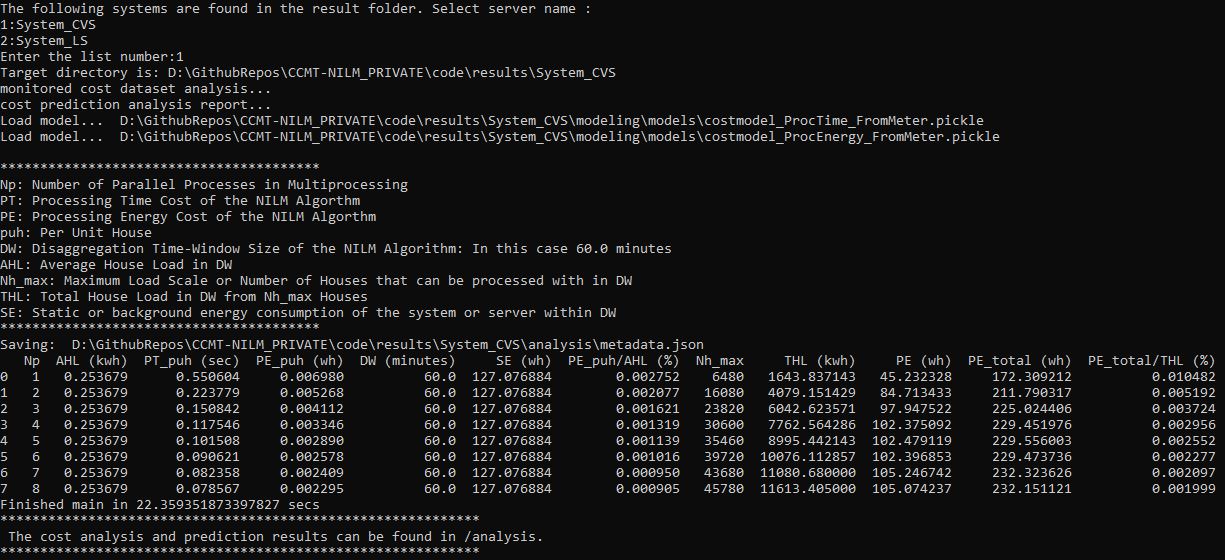 The following systems are found in the result folder. Select server name :
1:System_CVS
2:System_LS
Enter the list number:1
Target directory is: D:\GithubRepos\CCMT-NILM_PRIVATE\code\results\System_CVS
monitored cost dataset analysis...
cost prediction analysis report...
Load model...  D:\GithubRepos\CCMT-NILM_PRIVATE\code\results\System_CVS\modeling\models\costmodel_ProcTime_FromMeter.pickle
Load model...  D:\GithubRepos\CCMT-NILM_PRIVATE\code\results\System_CVS\modeling\models\costmodel_ProcEnergy_FromMeter.pickle
****************************************
Np: Number of Parallel Processes in Multiprocessing
PT: Processing Time Cost of the NILM Algorthm
PE: Processing Energy Cost of the NILM Algorthm
puh: Per Unit House
DW: Disaggregation Time-Window Size of the NILM Algorithm: In this case 60.0 minutes
AHL: Average House Load in DW
Nh_max: Maximum Load Scale or Number of Houses that can be processed with in DW
THL: Total House Load in DW from Nh_max Houses
SE: Static or background energy consumption of the system or server within DW
****************************************
Saving:  D:\GithubRepos\CCMT-NILM_PRIVATE\code\results\System_CVS\analysis\metadata.json
Np  AHL (kwh)  PT_puh (sec)  PE_puh (wh)  DW (minutes)  SE (wh)  PE_puh/AHL (%)  Nh_max  THL (kwh)  PE (wh)  PE_total (wh)  PE_total/THL (%)
0  1  0.253679  0.550604  0.006980  60.0  127.076884  0.002752  6480  1643.837143  45.232328  172.309212  0.010482
1  2  0.253679  0.223779  0.005268  60.0  127.076884  0.002077  16080  4079.151429  84.713433  211.790317  0.005192
2  3  0.253679  0.150842  0.004112  60.0  127.076884  0.001621  23820  6042.623571  97.947522  225.024406  0.003724
3  4  0.253679  0.117546  0.003346  60.0  127.076884  0.001319  30600  7762.564286  102.375092  229.451976  0.002956
4  5  0.253679  0.101508  0.002890  60.0  127.076884  0.001139  35460  8995.442143  102.479119  229.556003  0.002552
5  6  0.253679  0.090621  0.002578  60.0  127.076884  0.001016  39720  10076.112857  102.396853  229.473736  0.002277
6  7  0.253679  0.082358  0.002409  60.0  127.076884  0.000950  43680  11080.680000  105.246742  232.323626  0.002097
7  8  0.253679  0.078567  0.002295  60.0  127.076884  0.000905  45780  11613.405000  105.074237  232.151121  0.001999
Finished main in 22.359351873397827 secs
************************************************************
 The cost analysis and prediction results can be found in /analysis.
************************************************************